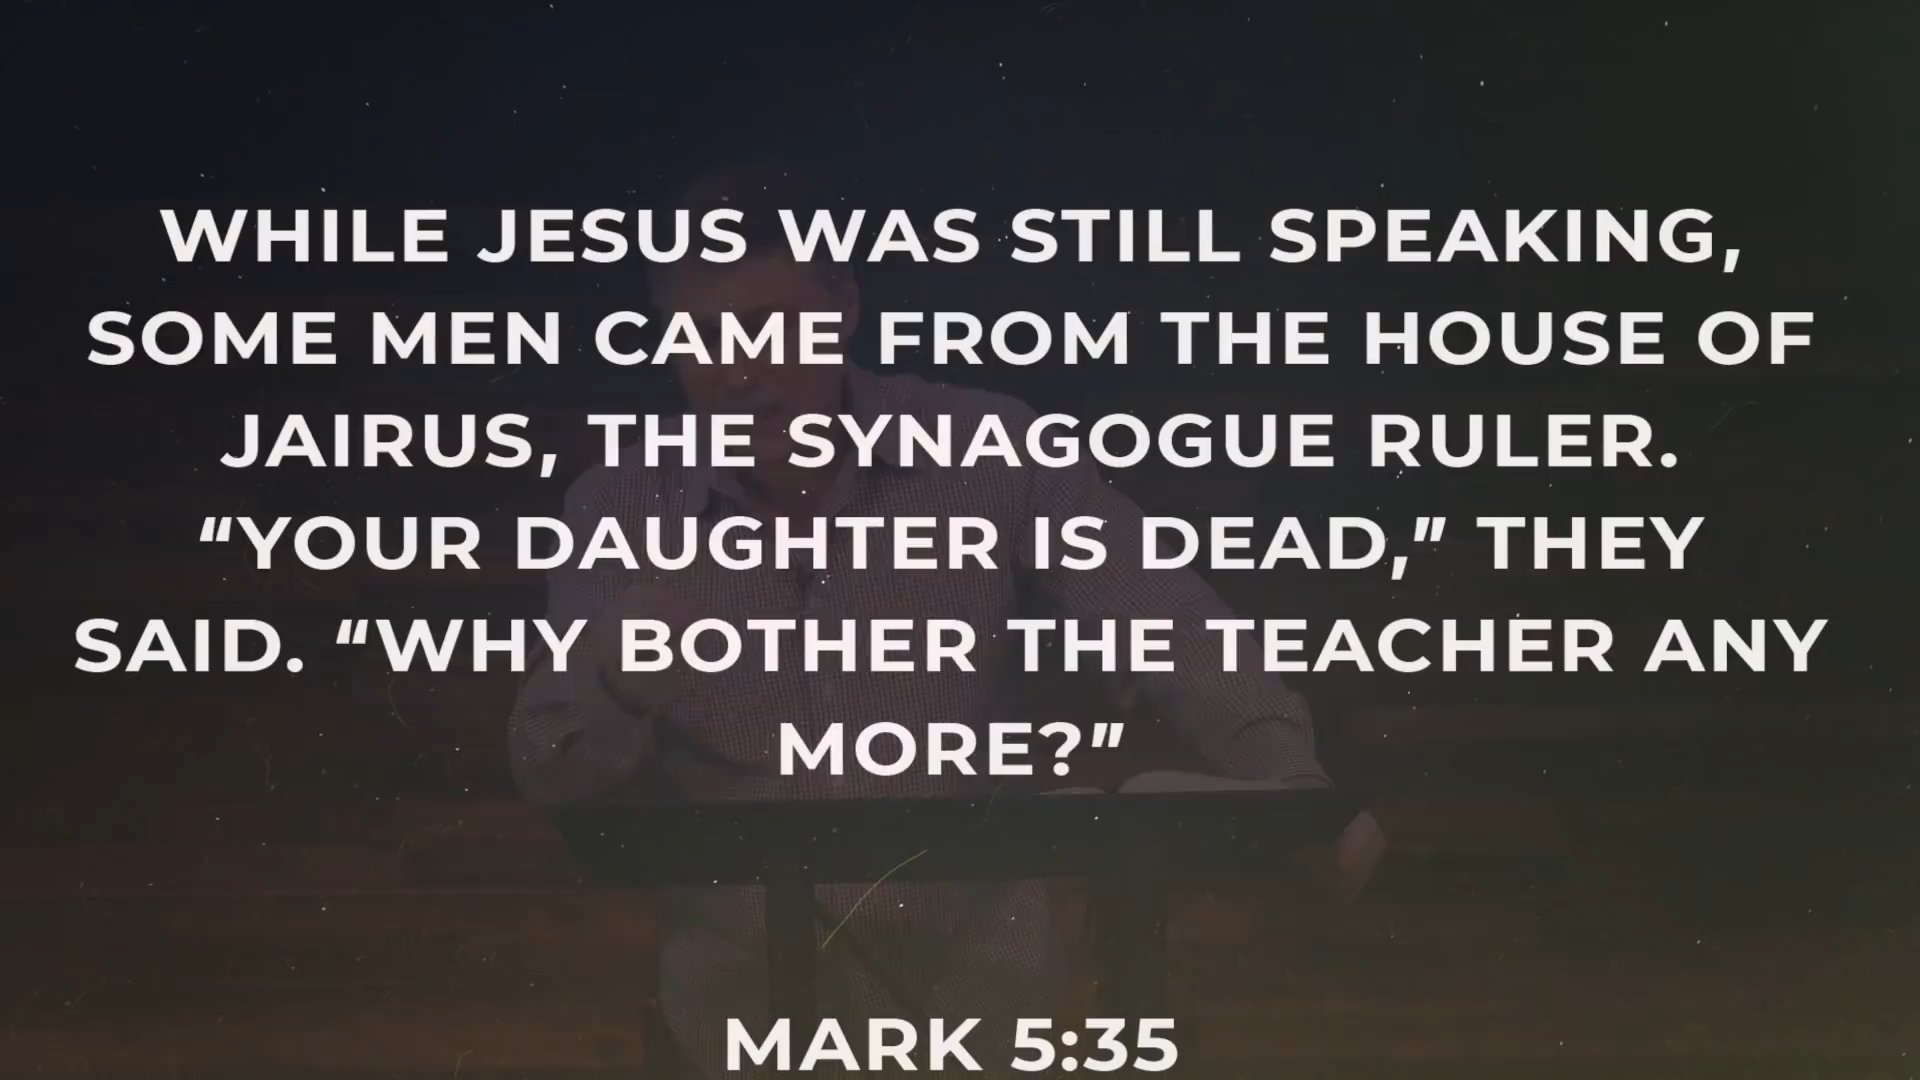 WHILE JESUS WAS STILL SPEAKING,
SOME MEN CAME FROM THE HOUSE OF
JAIRUS, THE SYNAGOGUE RULER.
“YOUR DAUGHTER IS DEAD,” THEY
SAID. “WHY BOTHER THE TEACHER ANY
MORE?”
MARK 5:35